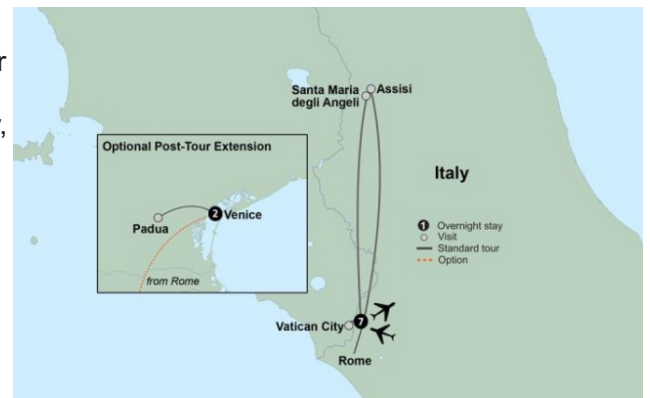 r
,
Santa Maria
degli Angeli
Assisi
Optional Post-Tour Extension
2 Venice
Padua
from Rome
Italy
1 Overnight stay
Visit
Standard tour
Option
Vatican City 7
Rome